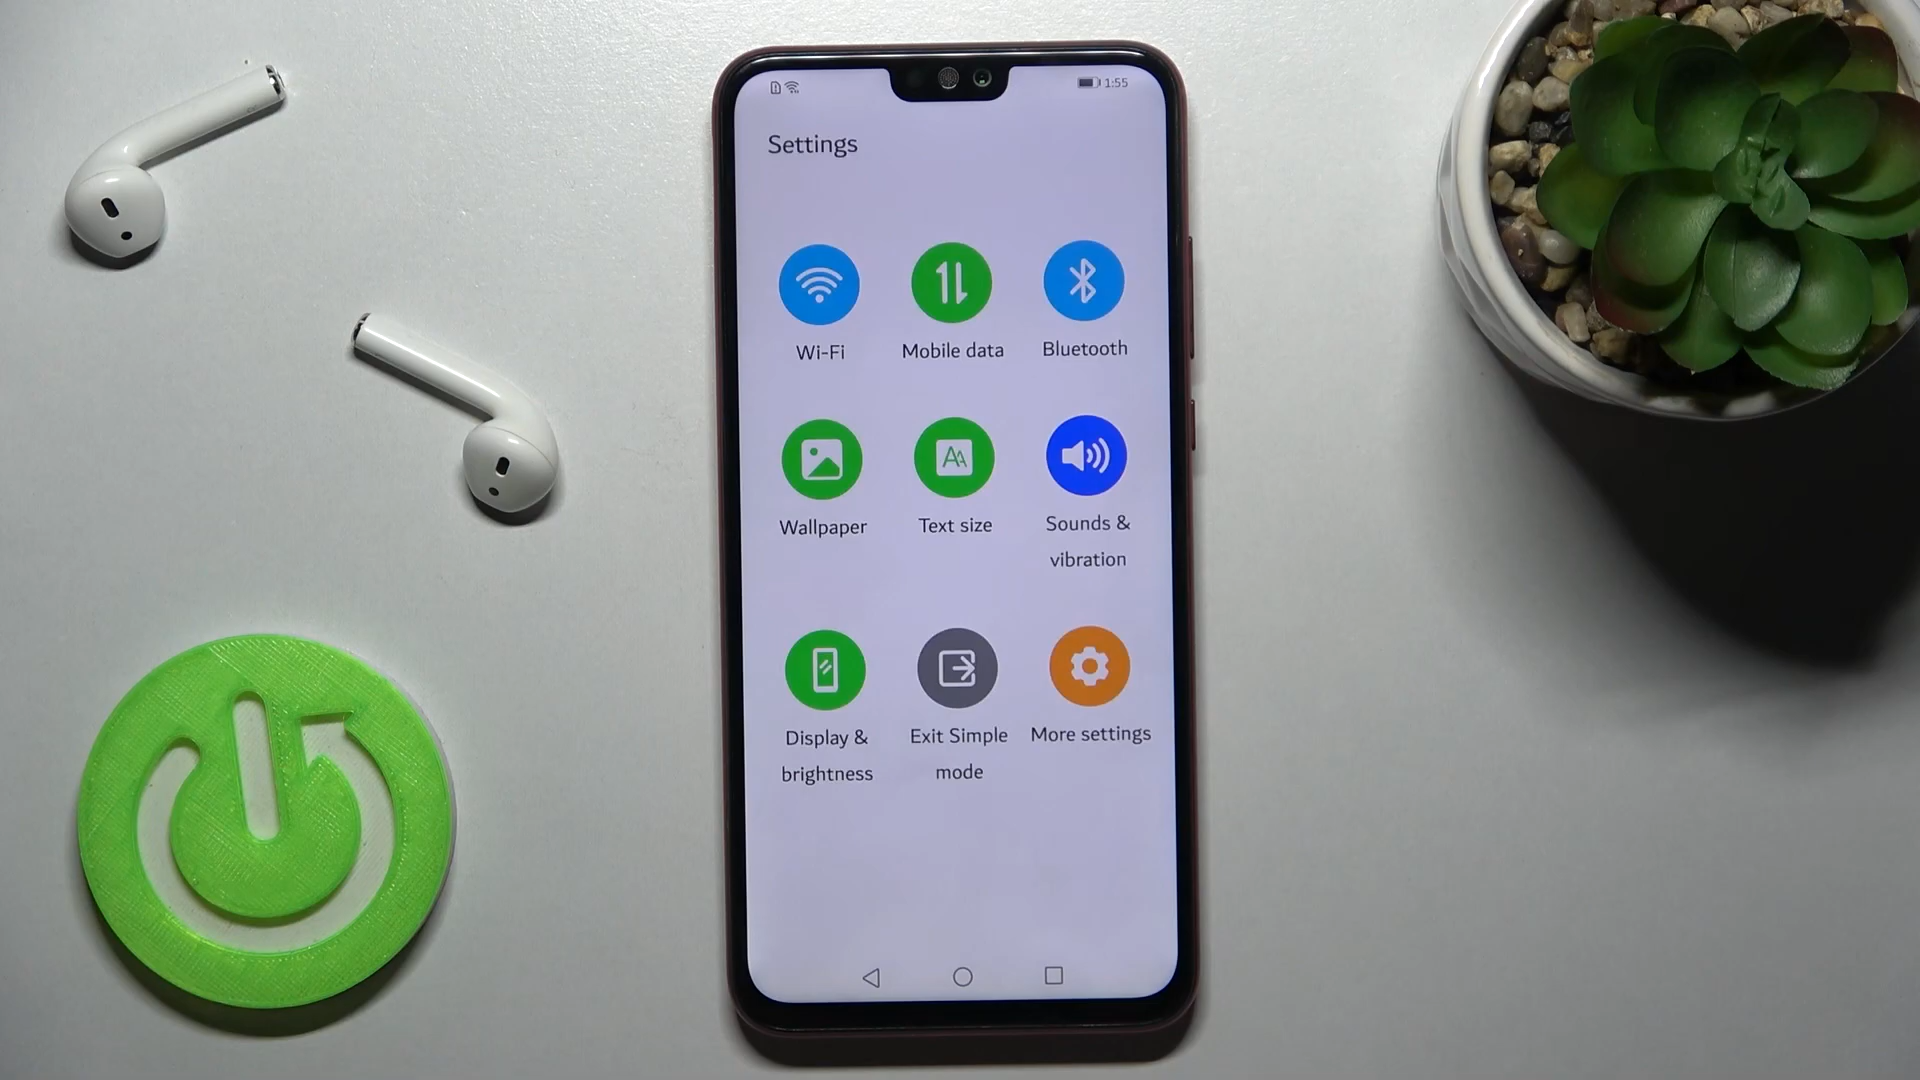 1:55
Settings
Wi-Fi
Mobile data
Bluetooth
Wallpaper
Text size
Sounds &
vibration
Display &
brightness
Exit Simple
mode
More settings